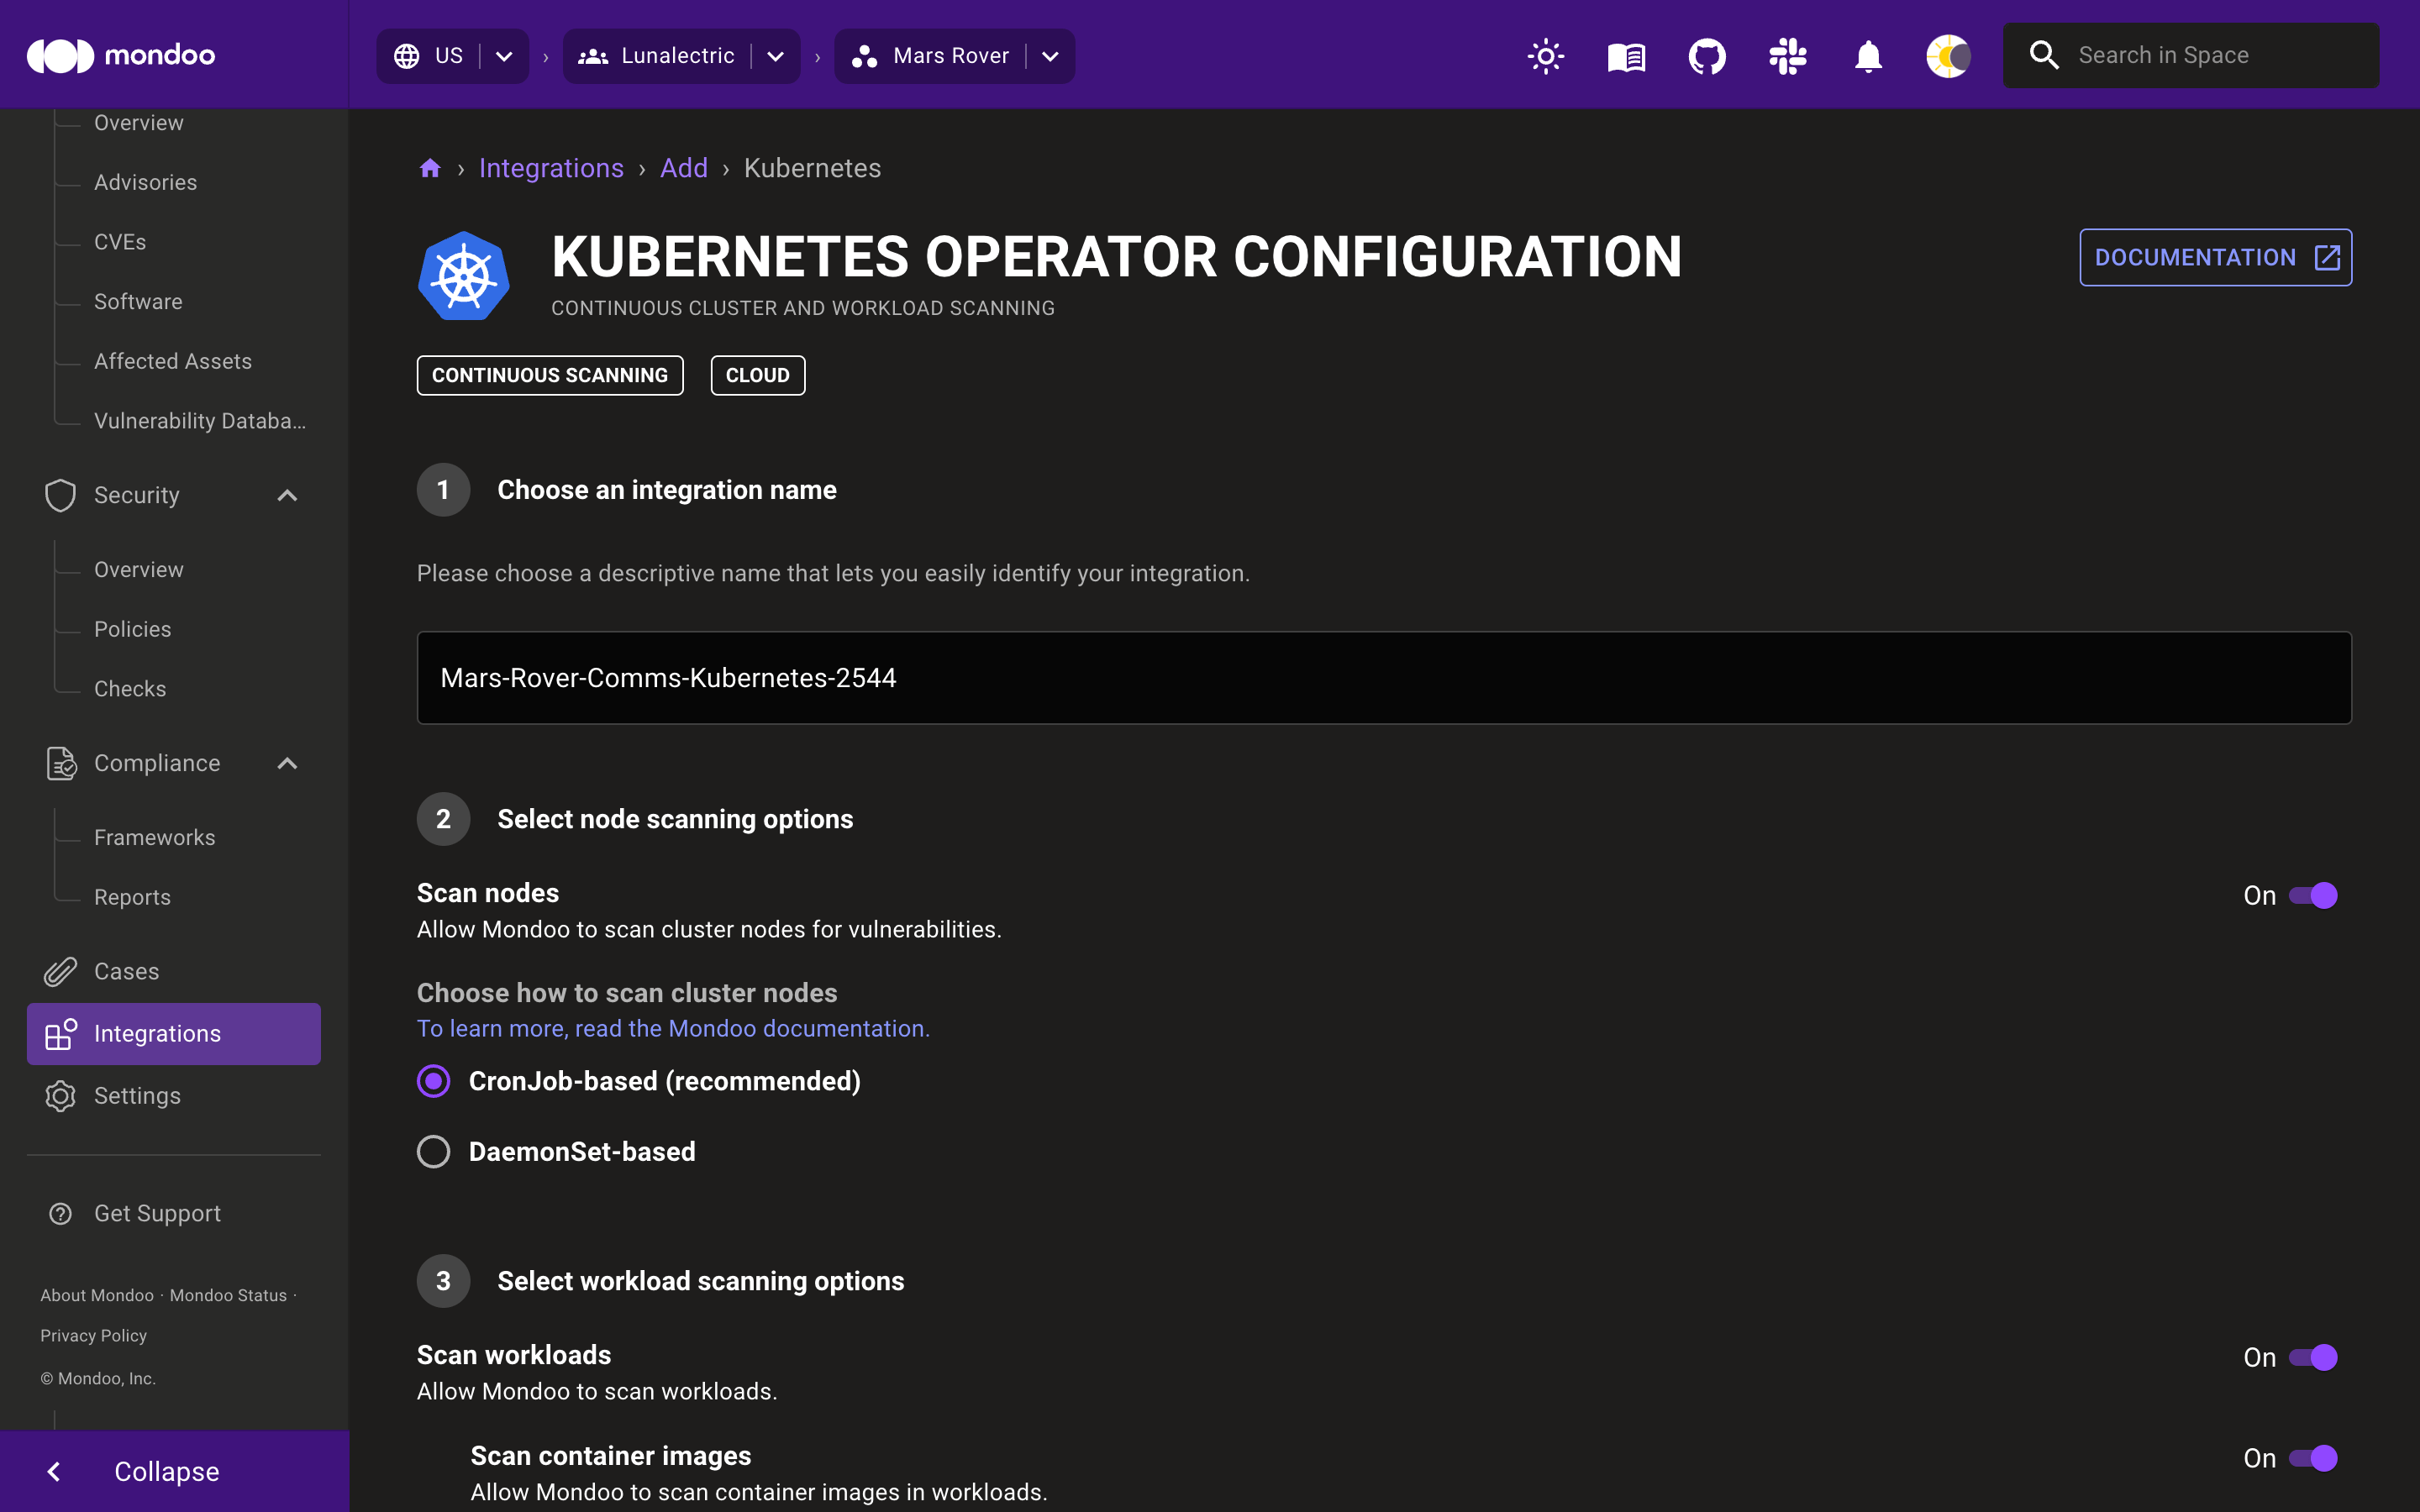 mondoo
US
Lunalectric
Mars Rover
Search in Space
Overview
Advisories
CVEs
Software
Affected Assets
Vulnerability Databa...
Security
Overview
Policies
Checks
Compliance
Frameworks
Reports
Cases
Integrations
Settings
Get Support
About Mondoo · Mondoo Status ·
Privacy Policy
© Mondoo, Inc.
Collapse
Integrations › Add › Kubernetes
KUBERNETES OPERATOR CONFIGURATION
CONTINUOUS CLUSTER AND WORKLOAD SCANNING
DOCUMENTATION
CONTINUOUS SCANNING
CLOUD
1 Choose an integration name
Please choose a descriptive name that lets you easily identify your integration.
Mars-Rover-Comms-Kubernetes-2544
2 Select node scanning options
Scan nodes
On
Allow Mondoo to scan cluster nodes for vulnerabilities.
Choose how to scan cluster nodes
To learn more, read the Mondoo documentation.
CronJob-based (recommended)
DaemonSet-based
3 Select workload scanning options
Scan workloads
On
Allow Mondoo to scan workloads.
Scan container images
On
Allow Mondoo to scan container images in workloads.